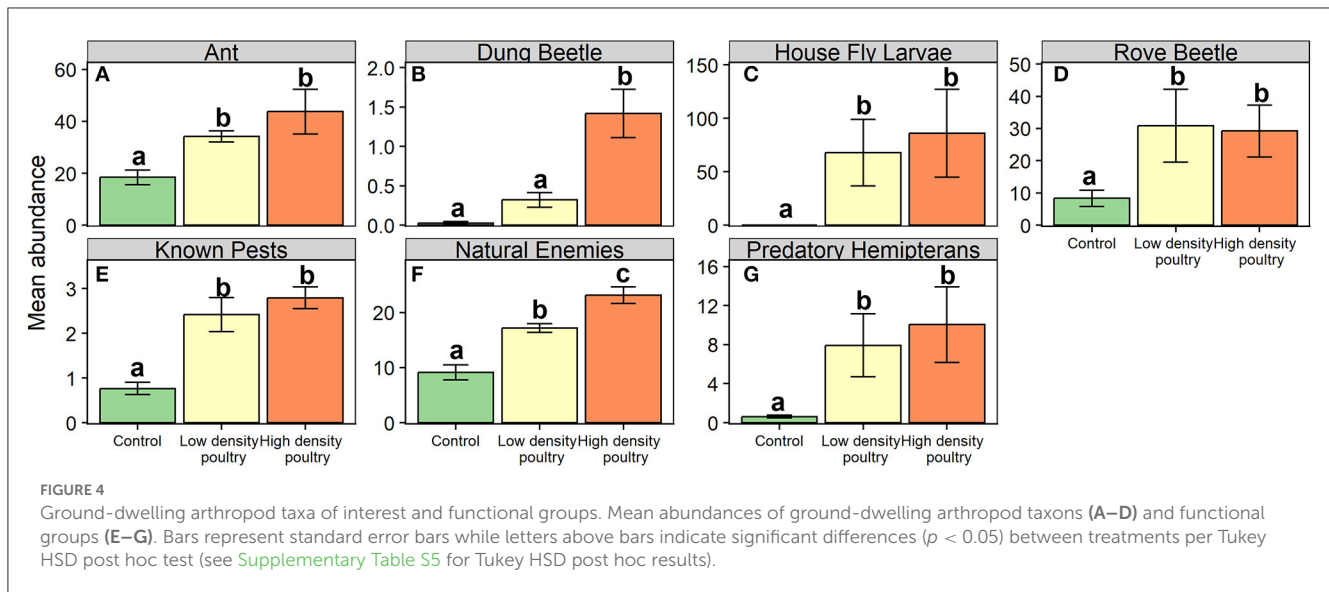 Ant
Dung Beetle
House Fly Larvae
Rove Beetle
A
60
40
20
0
a
b
b
B
2.0
1.5
1.0
0.5
0.0
a
a
b
C
150
100
50
0
a
b
b
D
50
40
30
20
10
0
a
b
b
Control
Low density
poultry
High density
poultry
Mean abundance
Known Pests
Natural Enemies
Predatory Hemipterans
E
3
2
1
0
a
b
b
Control
Low density
poultry
High density
poultry
F
20
10
0
a
b
c
Control
Low density
poultry
High density
poultry
G
16
12
8
4
0
a
b
b
Control
Low density
poultry
High density
poultry
FIGURE 4
Ground-dwelling arthropod taxa of interest and functional groups. Mean abundances of ground-dwelling arthropod taxons (A–D) and functional
groups (E–G). Bars represent standard error bars while letters above bars indicate significant differences (p < 0.05) between treatments per Tukey
HSD post hoc test (see Supplementary Table S5 for Tukey HSD post hoc results).